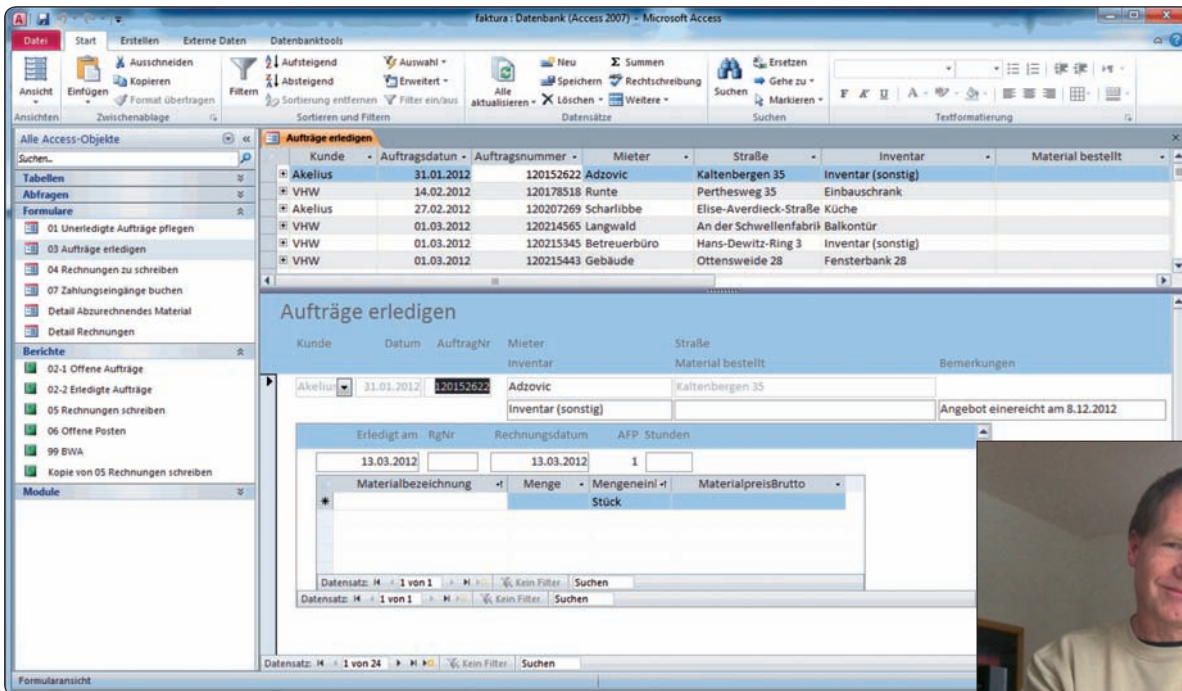 faktura : Datenbank (Access 2007) - Microsoft Access
Datei Start Erstellen Externe Daten Datenbanktools
Ansicht
Ansichten
Einfügen
Ausschneiden
Kopieren
Format übertragen
Zwischenablage
Filtern
Aufsteigend
Absteigend
Sortierung entfernen
Auswahl
Erweitert
Filter ein/aus
Sortieren und Filtern
Alle
aktualisieren
Neu
Speichern
Löschen
Summen
Rechtschreibung
Weitere
Datensätze
Suchen
Ersetzen
Gehe zu
Markieren
Suchen
F K U A
Textformatierung
Alle Access-Objekte
Suchen...
Tabellen
Abfragen
Formulare
01 Unerledigte Aufträge pflegen
03 Aufträge erledigen
04 Rechnungen zu schreiben
07 Zahlungseingänge buchen
Detail Abzurechnendes Material
Detail Rechnungen
Berichte
02-1 Offene Aufträge
02-2 Erledigte Aufträge
05 Rechnungen schreiben
06 Offene Posten
99 BWA
Kopie von 05 Rechnungen schreiben
Module
Aufträge erledigen
Kunde Auftragsdatun Auftragsnummer Mieter Straße Inventar Material bestellt
Akelius 31.01.2012 120152622 Adzovic Kaltenbergen 35 Inventar (sonstig)
VHW 14.02.2012 120178518 Runte Perthesweg 35 Einbauschrank
Akelius 27.02.2012 120207269 Scharlibbe Elise-Averdieck-Straße Küche
VHW 01.03.2012 120214565 Langwald An der Schwellenfabrik Balkontür
VHW 01.03.2012 120215345 Betreuerbüro Hans-Dewitz-Ring 3 Inventar (sonstig)
VHW 01.03.2012 120215443 Gebäude Ottensweide 28 Fensterbank 28
Aufträge erledigen
Kunde Datum AuftragNr Mieter Straße
Inventar Material bestellt Bemerkungen
Akelius 31.01.2012 120152622 Adzovic Kaltenbergen 35
Inventar (sonstig) Angebot einereicht am 8.12.2012
Erledigt am RgNr Rechnungsdatum AFP Stunden
13.03.2012 13.03.2012 1
Materialbezeichnung Menge Mengeneinl MaterialpreisBrutto
Stück
Datensatz: 1 von 1 Kein Filter Suchen
Datensatz: 1 von 1 Kein Filter Suchen
Datensatz: 1 von 24 Kein Filter Suchen
Formularansicht